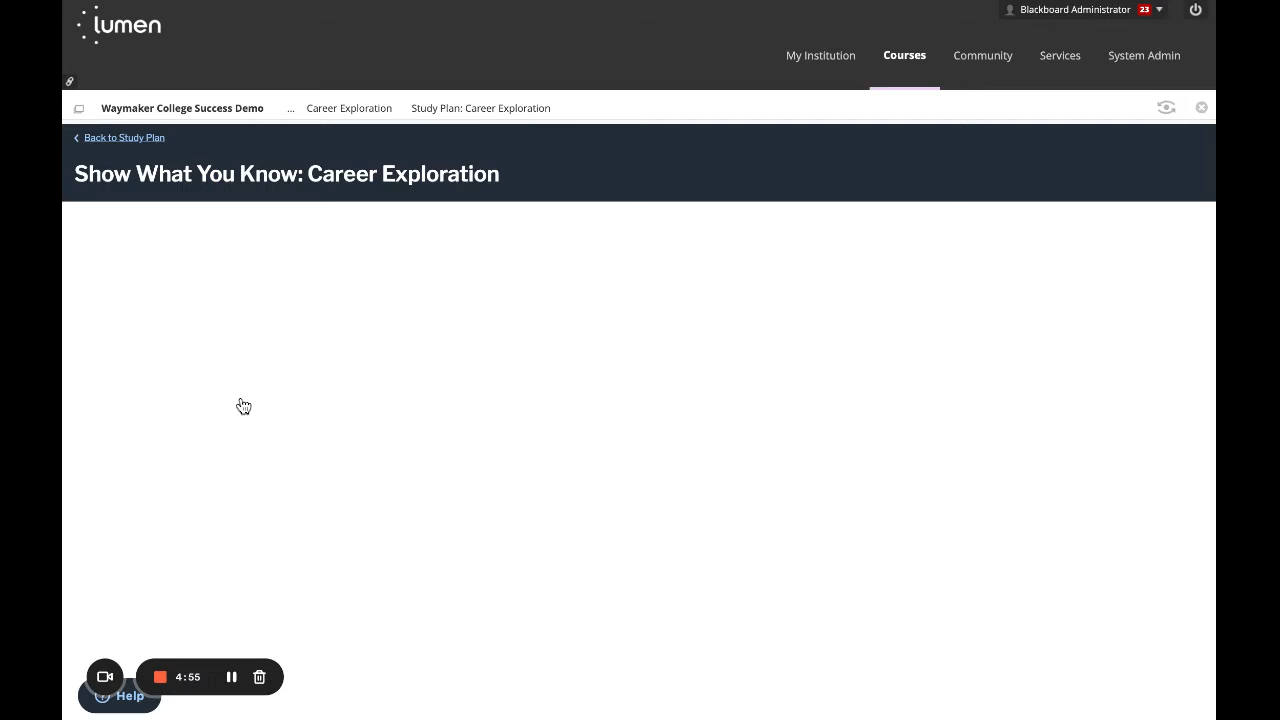 lumen
Blackboard Administrator 23
My Institution Courses Community Services System Admin
Waymaker College Success Demo ... Career Exploration Study Plan: Career Exploration
Back to Study Plan
Show What You Know: Career Exploration
4:55
Help